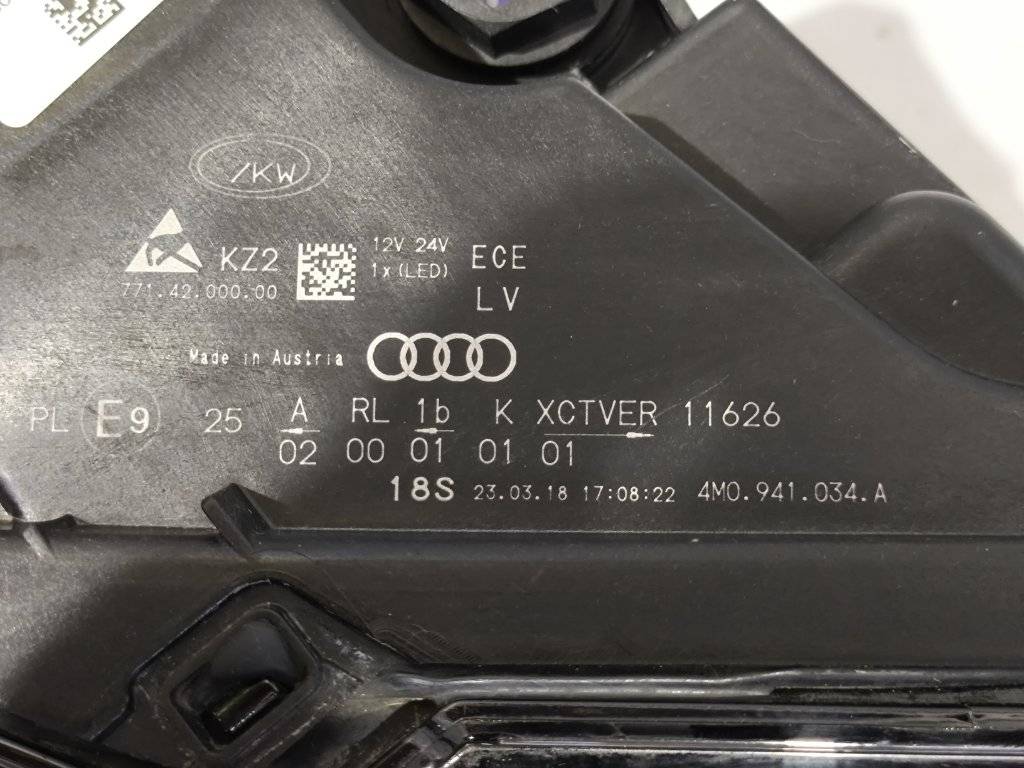 /KW
KZ2
771.42.000.00
12V 24V
1x(LED)
ECE
LV
Made in Austria
PL E9 25 A RL 1b K XCTVER 11626
02 00 01 01 01
18S 23.03.18 17:08:22 4M0.941.034.A